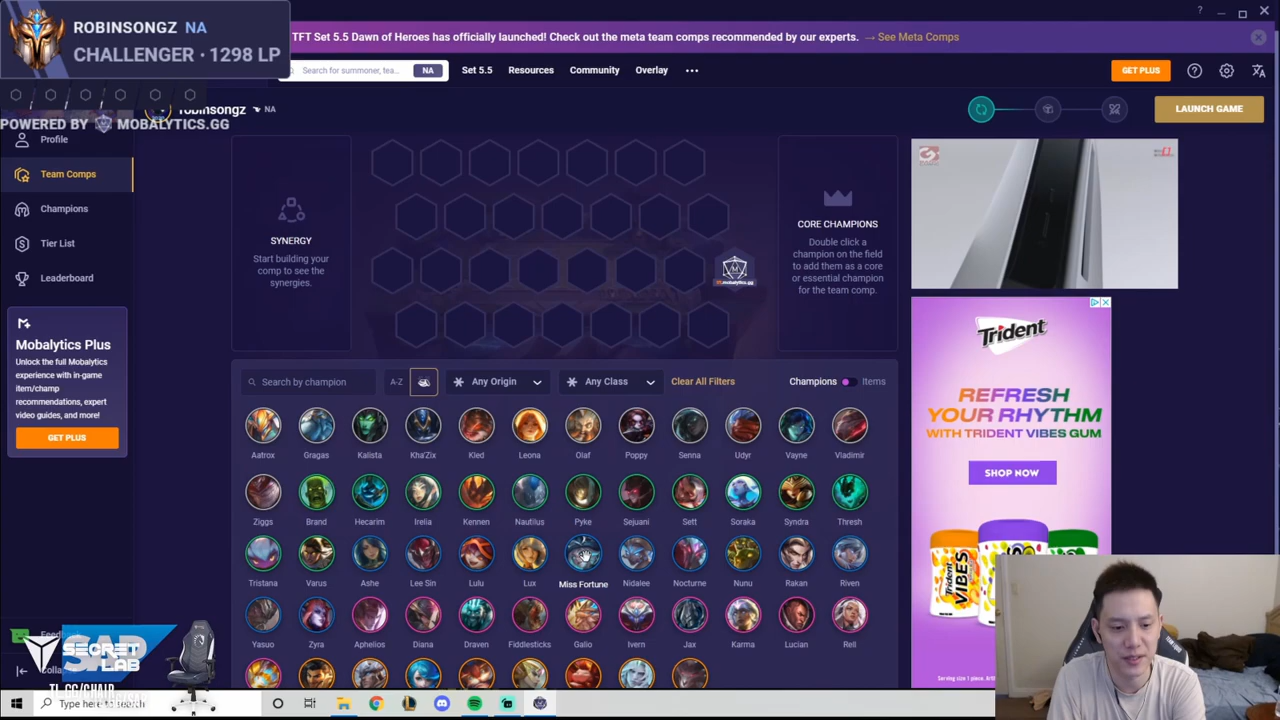 ROBINSONGZ NA
CHALLENGER · 1298 LP
POWERED BY MOBALYTICS.GG
TFT Set 5.5 Dawn of Heroes has officially launched! Check out the meta team comps recommended by our experts. → See Meta Comps
Search for summoner, tea... NA
Set 5.5 Resources Community Overlay
GET PLUS
robinsongz NA
LAUNCH GAME
Profile
Team Comps
Champions
Tier List
Leaderboard
Mobalytics Plus
Unlock the full Mobalytics
experience with in-game
item/champ
recommendations, expert
video guides, and more!
GET PLUS
SYNERGY
Start building your
comp to see the
synergies.
CORE CHAMPIONS
Double click a
champion on the field
to add them as a core
or essential champion
for the team comp.
Search by champion A-Z Any Origin Any Class Clear All Filters Champions Items
Aatrox Gragas Kalista Kha'Zix Kled Leona Olaf Poppy Senna Udyr Vayne Vladimir
Ziggs Brand Hecarim Irelia Kennen Nautilus Pyke Sejuani Sett Soraka Syndra Thresh
Tristana Varus Ashe Lee Sin Lulu Lux Miss Fortune Nidalee Nocturne Nunu Rakan Riven
Yasuo Zyra Aphelios Diana Draven Fiddlesticks Galio Ivern Jax Karma Lucian Rell
Trident
REFRESH
YOUR RHYTHM
WITH TRIDENT VIBES GUM
SHOP NOW
Trident
VIBES
SECRET
LAB
Type here to search